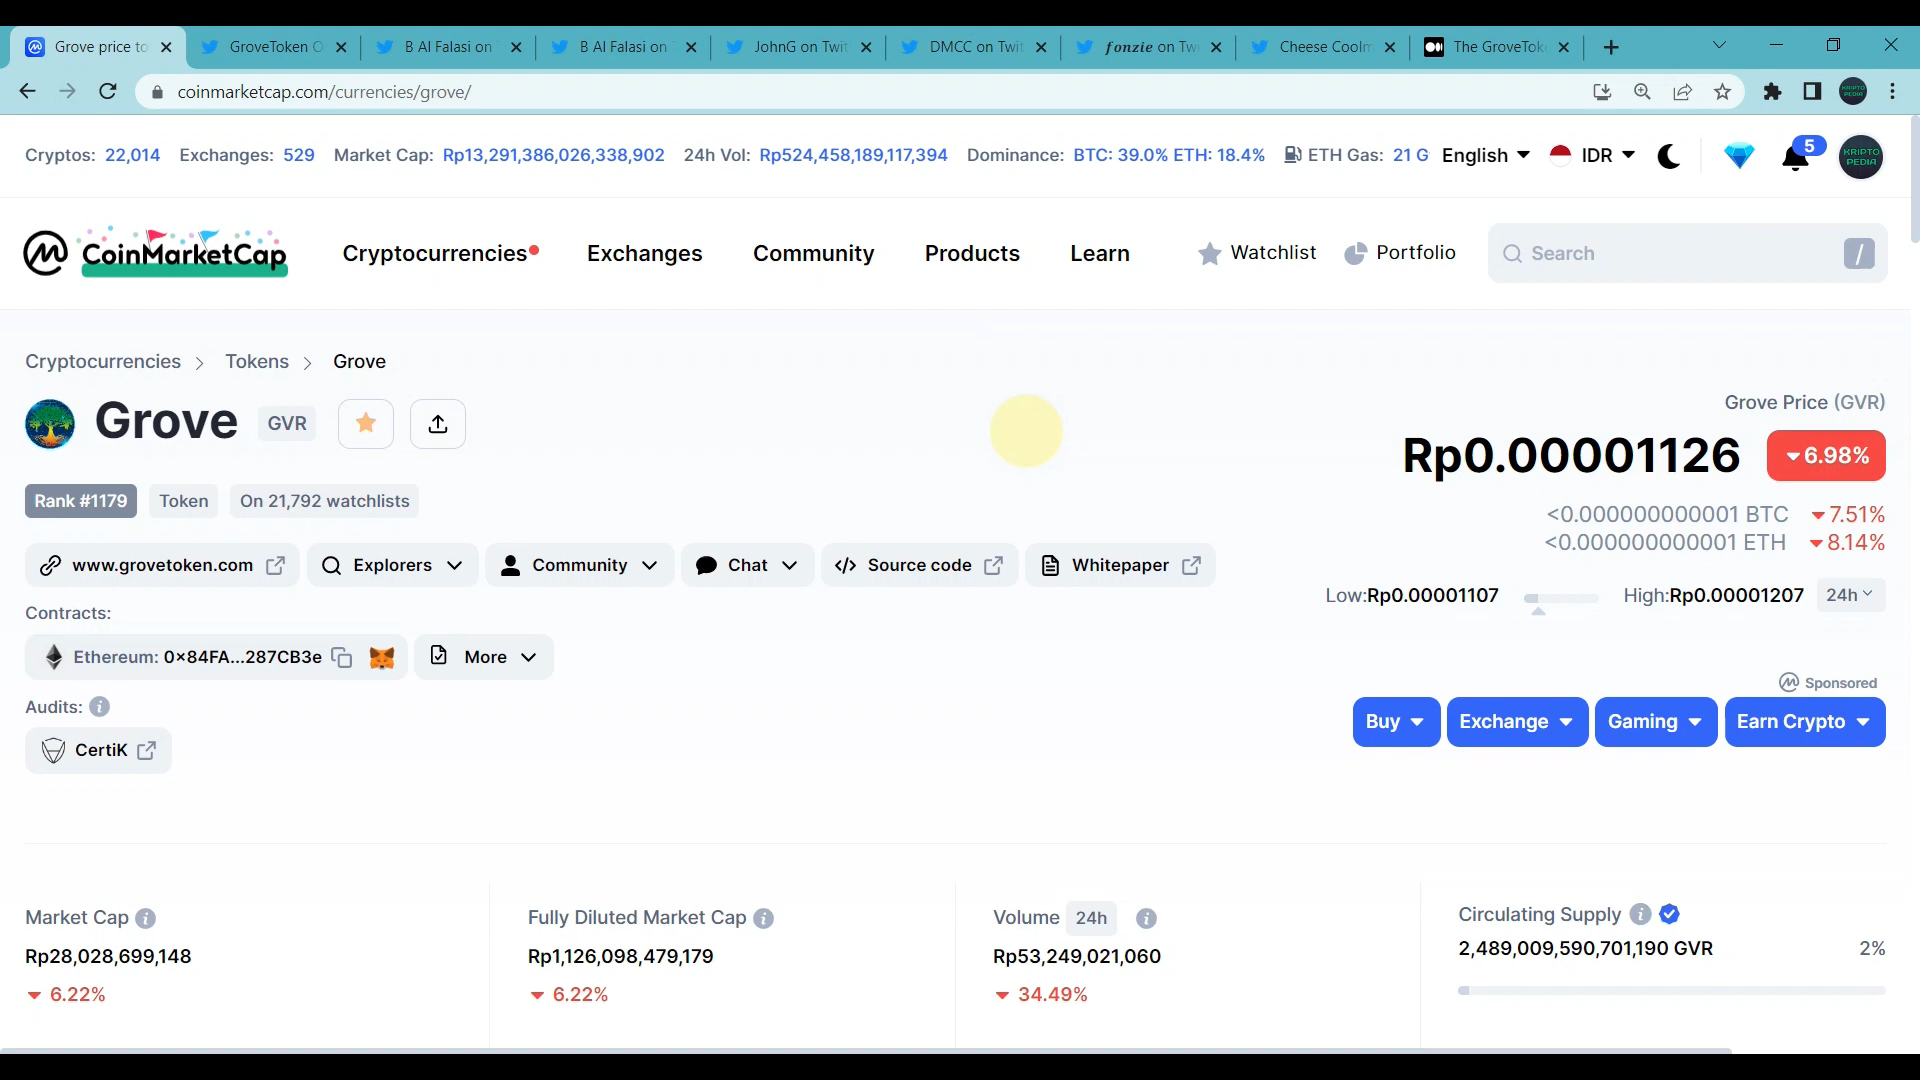 Grove price to
GroveToken O
B Al Falasi on
B Al Falasi on
JohnG on Twit
DMCC on Twit
fonzie on Tw
Cheese Coolm
The GroveTok
coinmarketcap.com/currencies/grove/
Cryptos: 22,014 Exchanges: 529 Market Cap: Rp13,291,386,026,338,902 24h Vol: Rp524,458,189,117,394 Dominance: BTC: 39.0% ETH: 18.4% ETH Gas: 21 G English IDR 5
KRIPTO
PEDIA
CoinMarketCap Cryptocurrencies Exchanges Community Products Learn Watchlist Portfolio Search /
Cryptocurrencies > Tokens > Grove
Grove GVR
Grove Price (GVR)
Rp0.00001126 6.98%
Rank #1179 Token On 21,792 watchlists
<0.000000000001 BTC 7.51%
<0.000000000001 ETH 8.14%
www.grovetoken.com Explorers Community Chat Source code Whitepaper
Low:Rp0.00001107 High:Rp0.00001207 24h
Contracts:
Ethereum: 0x84FA...287CB3e More
Sponsored
Audits:
Buy Exchange Gaming Earn Crypto
CertiK
Market Cap
Rp28,028,699,148
6.22%
Fully Diluted Market Cap
Rp1,126,098,479,179
6.22%
Volume 24h
Rp53,249,021,060
34.49%
Circulating Supply
2,489,009,590,701,190 GVR 2%